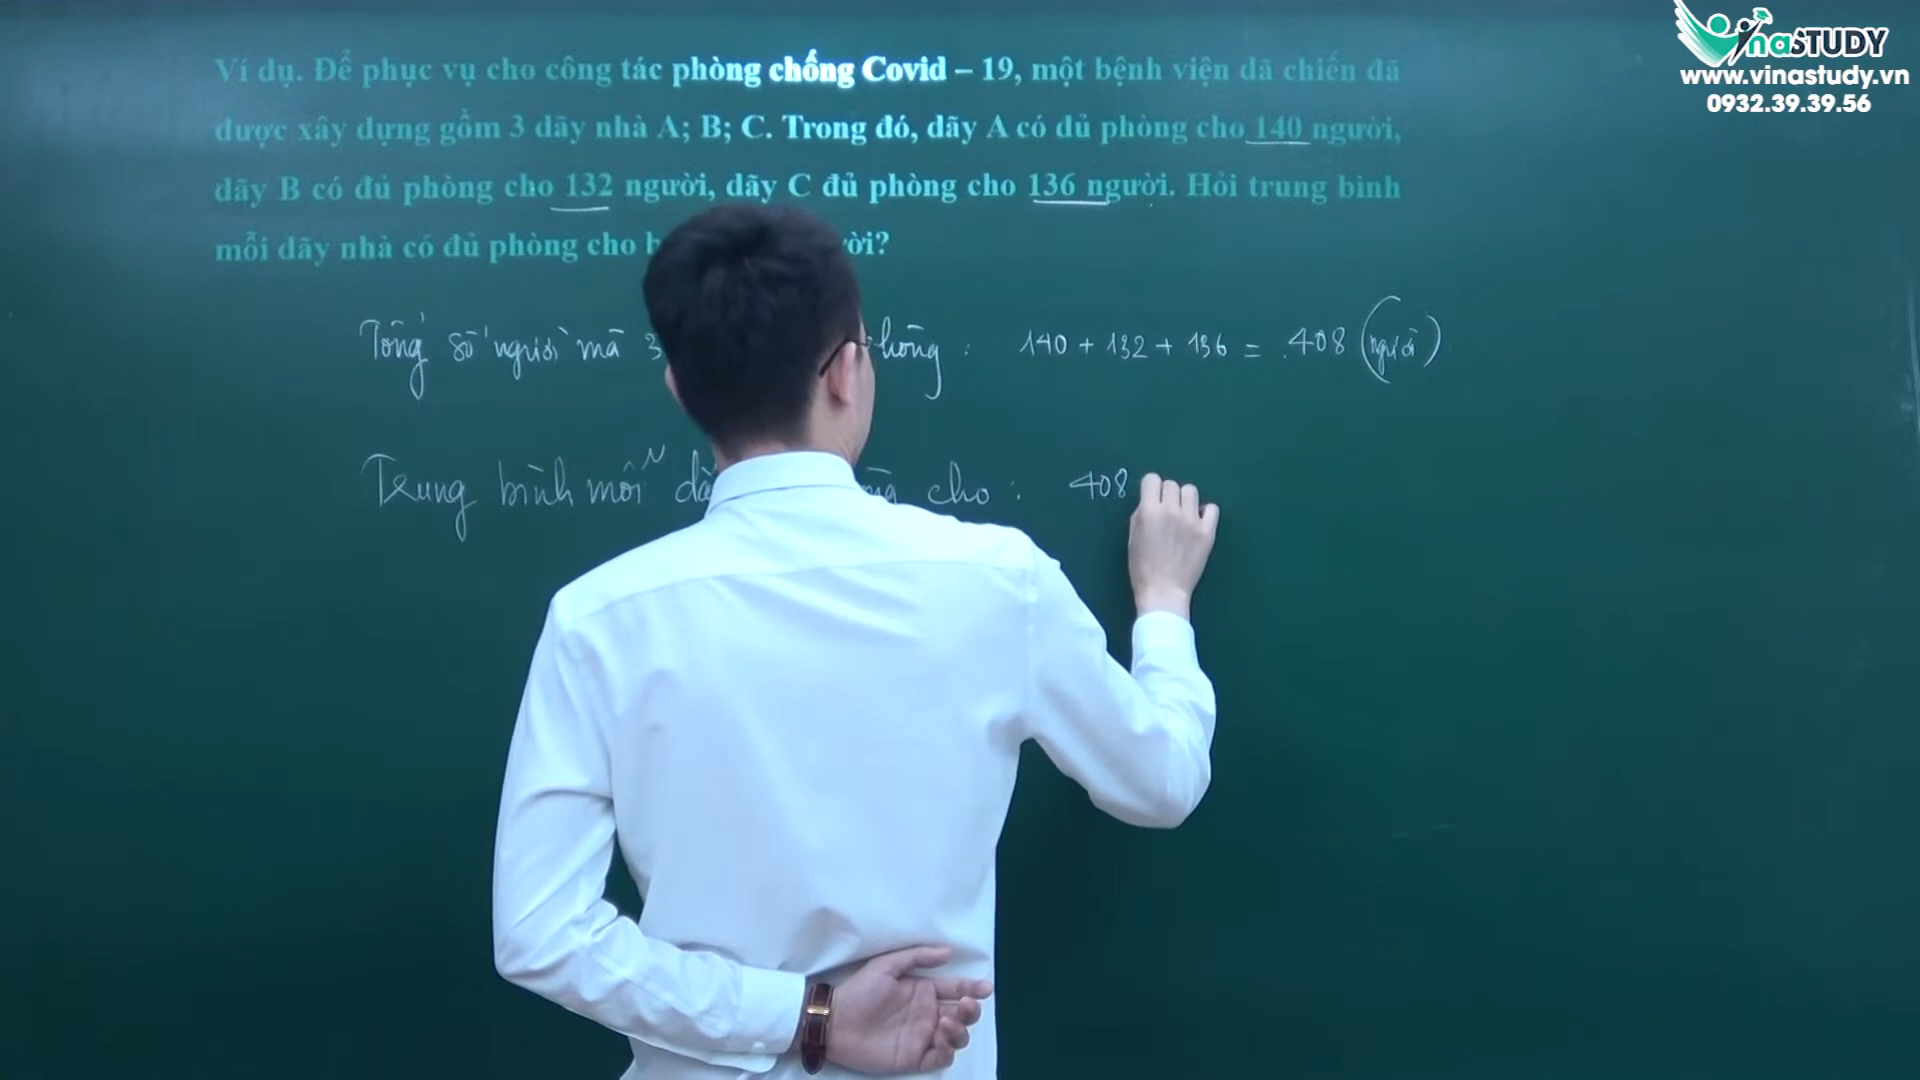 Ví dụ. Để phục vụ cho công tác phòng chống Covid – 19, một bệnh viện dã chiến đã
được xây dựng gồm 3 dãy nhà A; B; C. Trong đó, dãy A có đủ phòng cho 140 người,
dãy B có đủ phòng cho 132 người, dãy C đủ phòng cho 136 người. Hỏi trung bình
mỗi dãy nhà có đủ phòng cho
Tổng số người mà 3 : 140 + 132 + 136 = 408 (người)
Trung bình mỗi cho : 408
VinaSTUDY
www.vinastudy.vn
0932.39.39.56